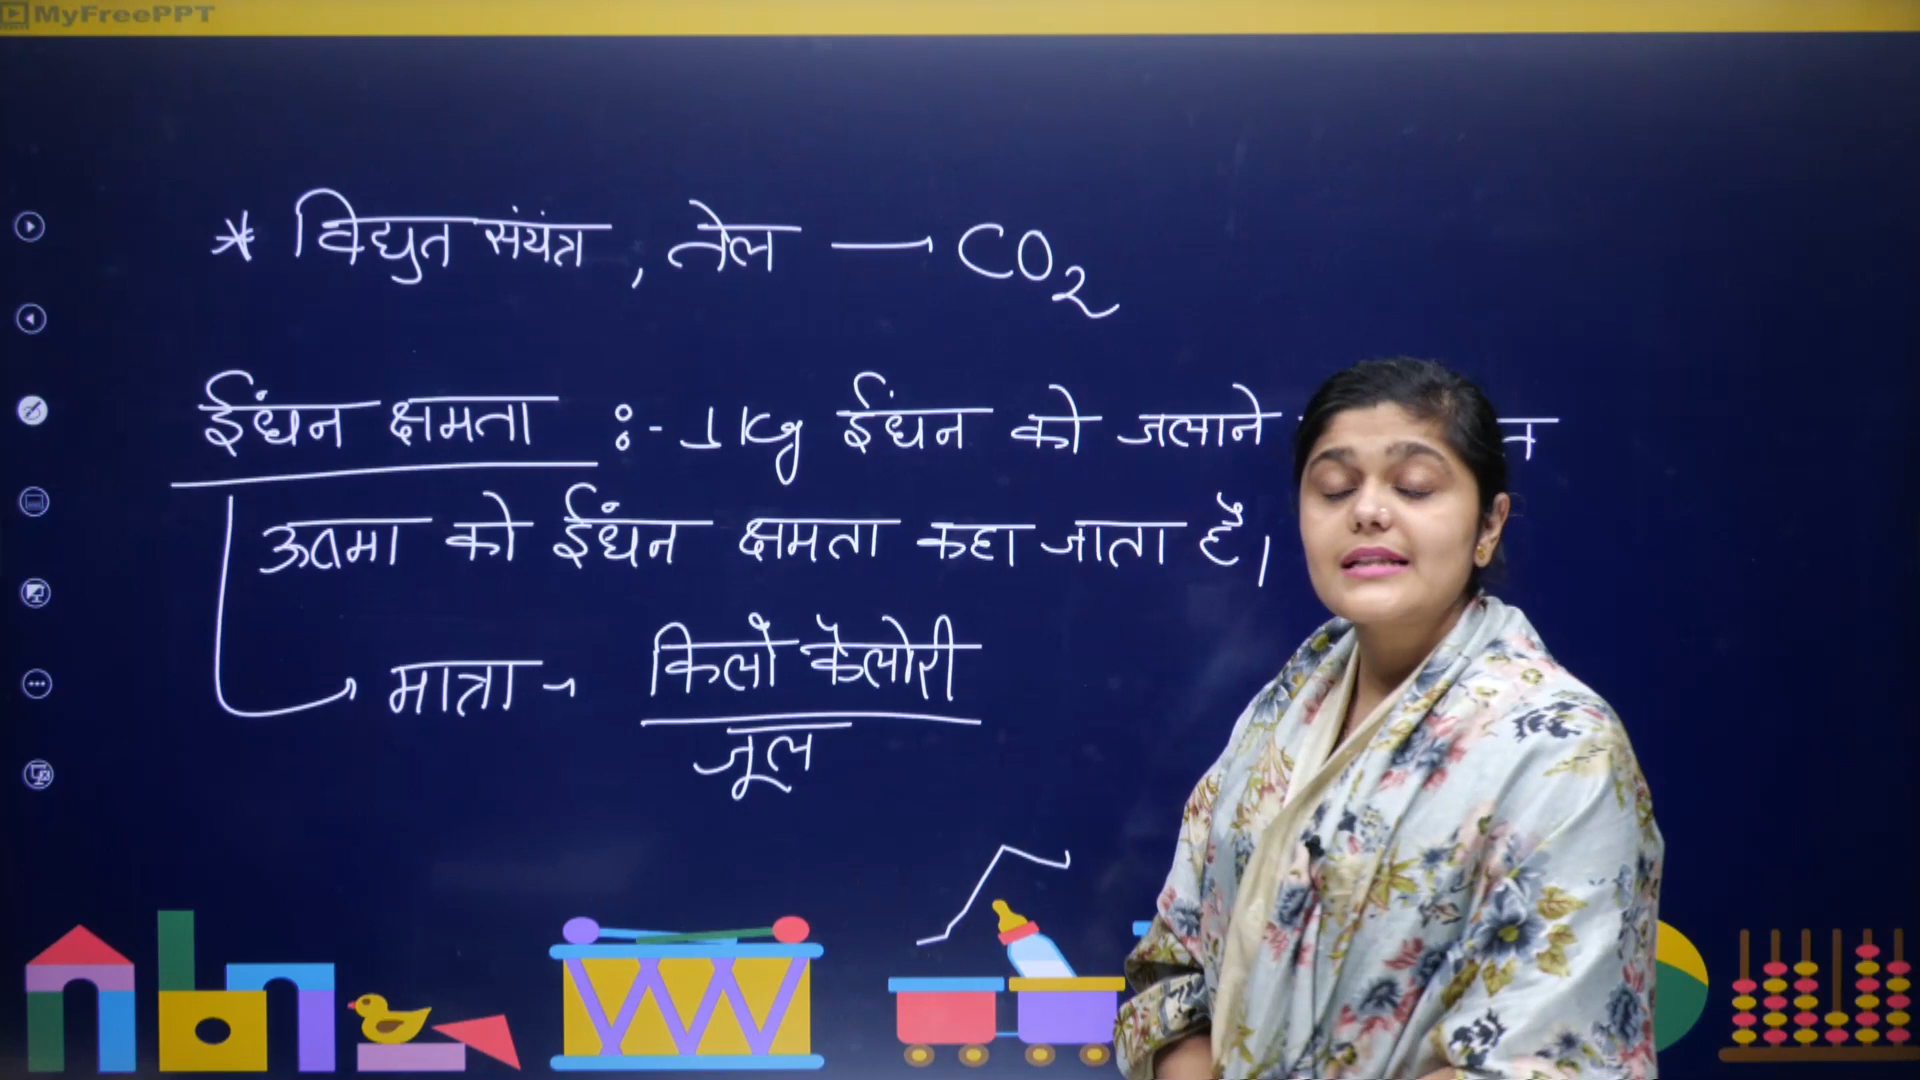 MyFreePPT
* विद्युत संयंत्र, तेल — CO2
ईंधन क्षमता :- 1 Kg ईंधन को जलाने
ऊष्मा को ईंधन क्षमता कहा जाता है।
मात्रा - किलो कैलोरी
जूल